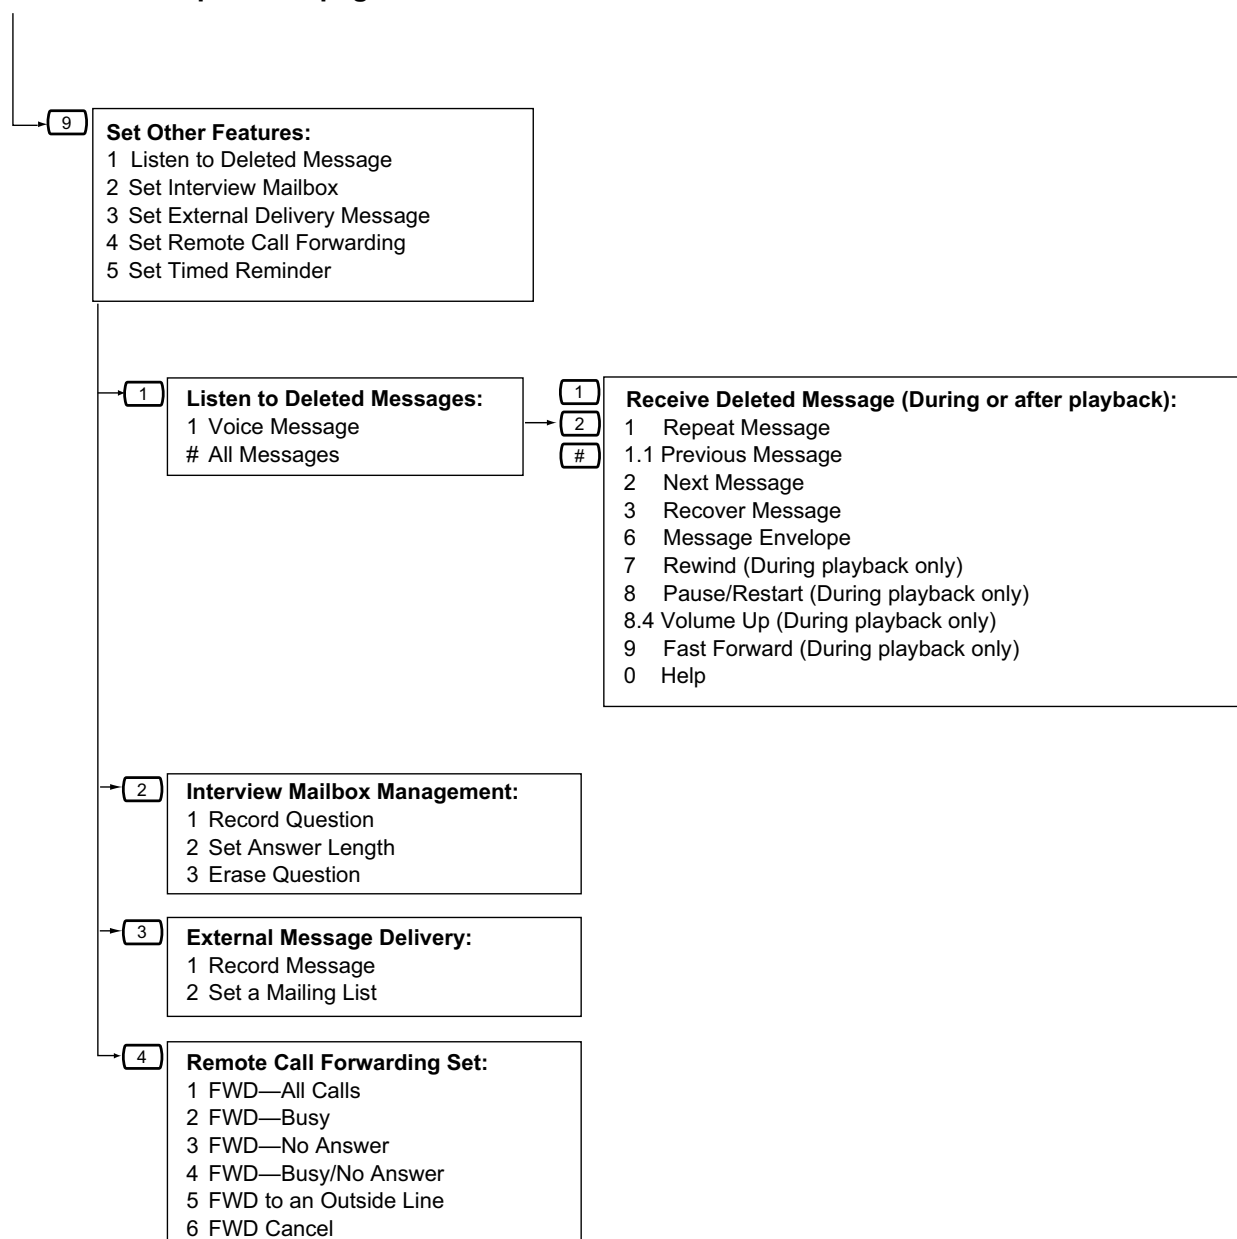 9
Set Other Features:
1 Listen to Deleted Message
2 Set Interview Mailbox
3 Set External Delivery Message
4 Set Remote Call Forwarding
5 Set Timed Reminder
1
Listen to Deleted Messages:
1 Voice Message
# All Messages
1
2
#
Receive Deleted Message (During or after playback):
1 Repeat Message
1.1 Previous Message
2 Next Message
3 Recover Message
6 Message Envelope
7 Rewind (During playback only)
8 Pause/Restart (During playback only)
8.4 Volume Up (During playback only)
9 Fast Forward (During playback only)
0 Help
2
Interview Mailbox Management:
1 Record Question
2 Set Answer Length
3 Erase Question
3
External Message Delivery:
1 Record Message
2 Set a Mailing List
4
Remote Call Forwarding Set:
1 FWD—All Calls
2 FWD—Busy
3 FWD—No Answer
4 FWD—Busy/No Answer
5 FWD to an Outside Line
6 FWD Cancel